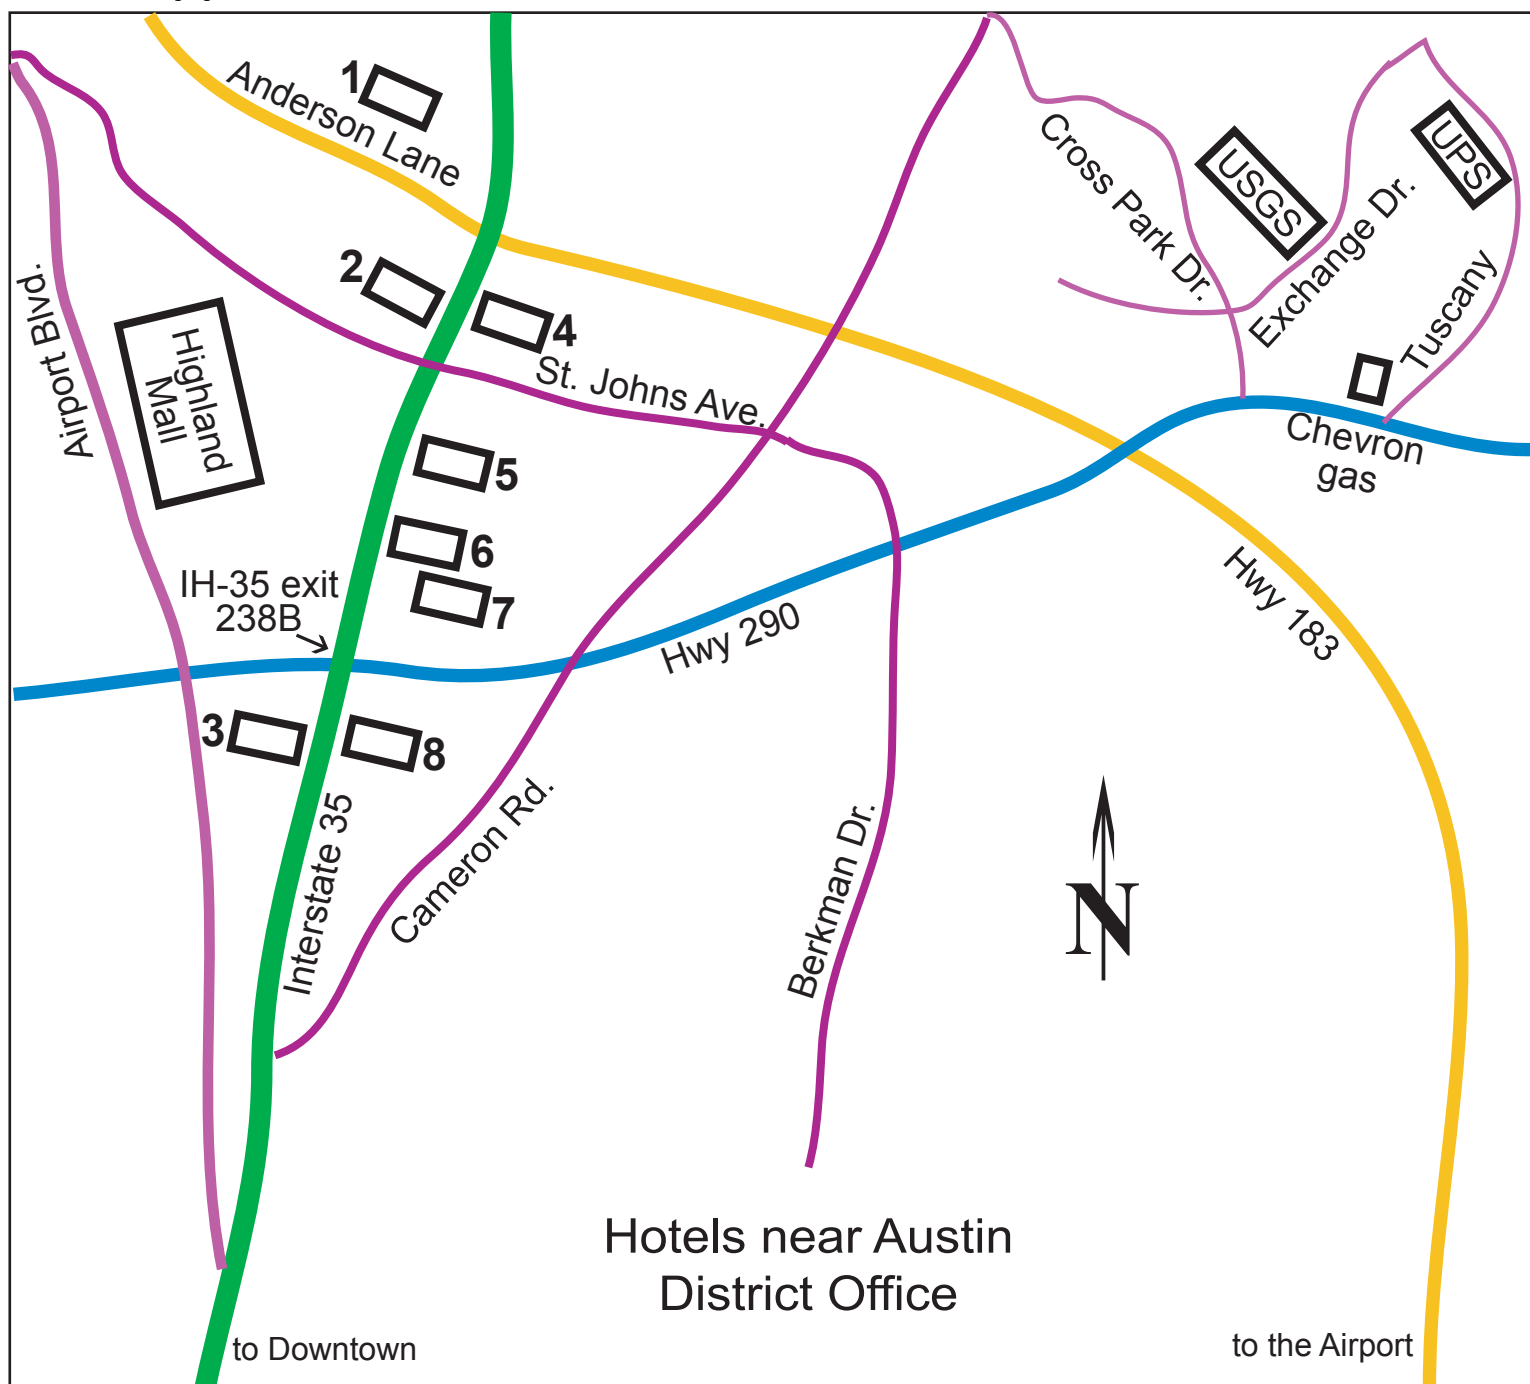 1
Anderson Lane
Cross Park Dr.
USGS
UPS
Exchange Dr.
Tuscany
2
4
Airport Blvd.
Highland
Mall
St. Johns Ave.
Chevron
gas
5
6
7
IH-35 exit
238B
Hwy 290
Hwy 183
3
8
Interstate 35
Cameron Rd.
Berkman Dr.
N
Hotels near Austin
District Office
to Downtown
to the Airport